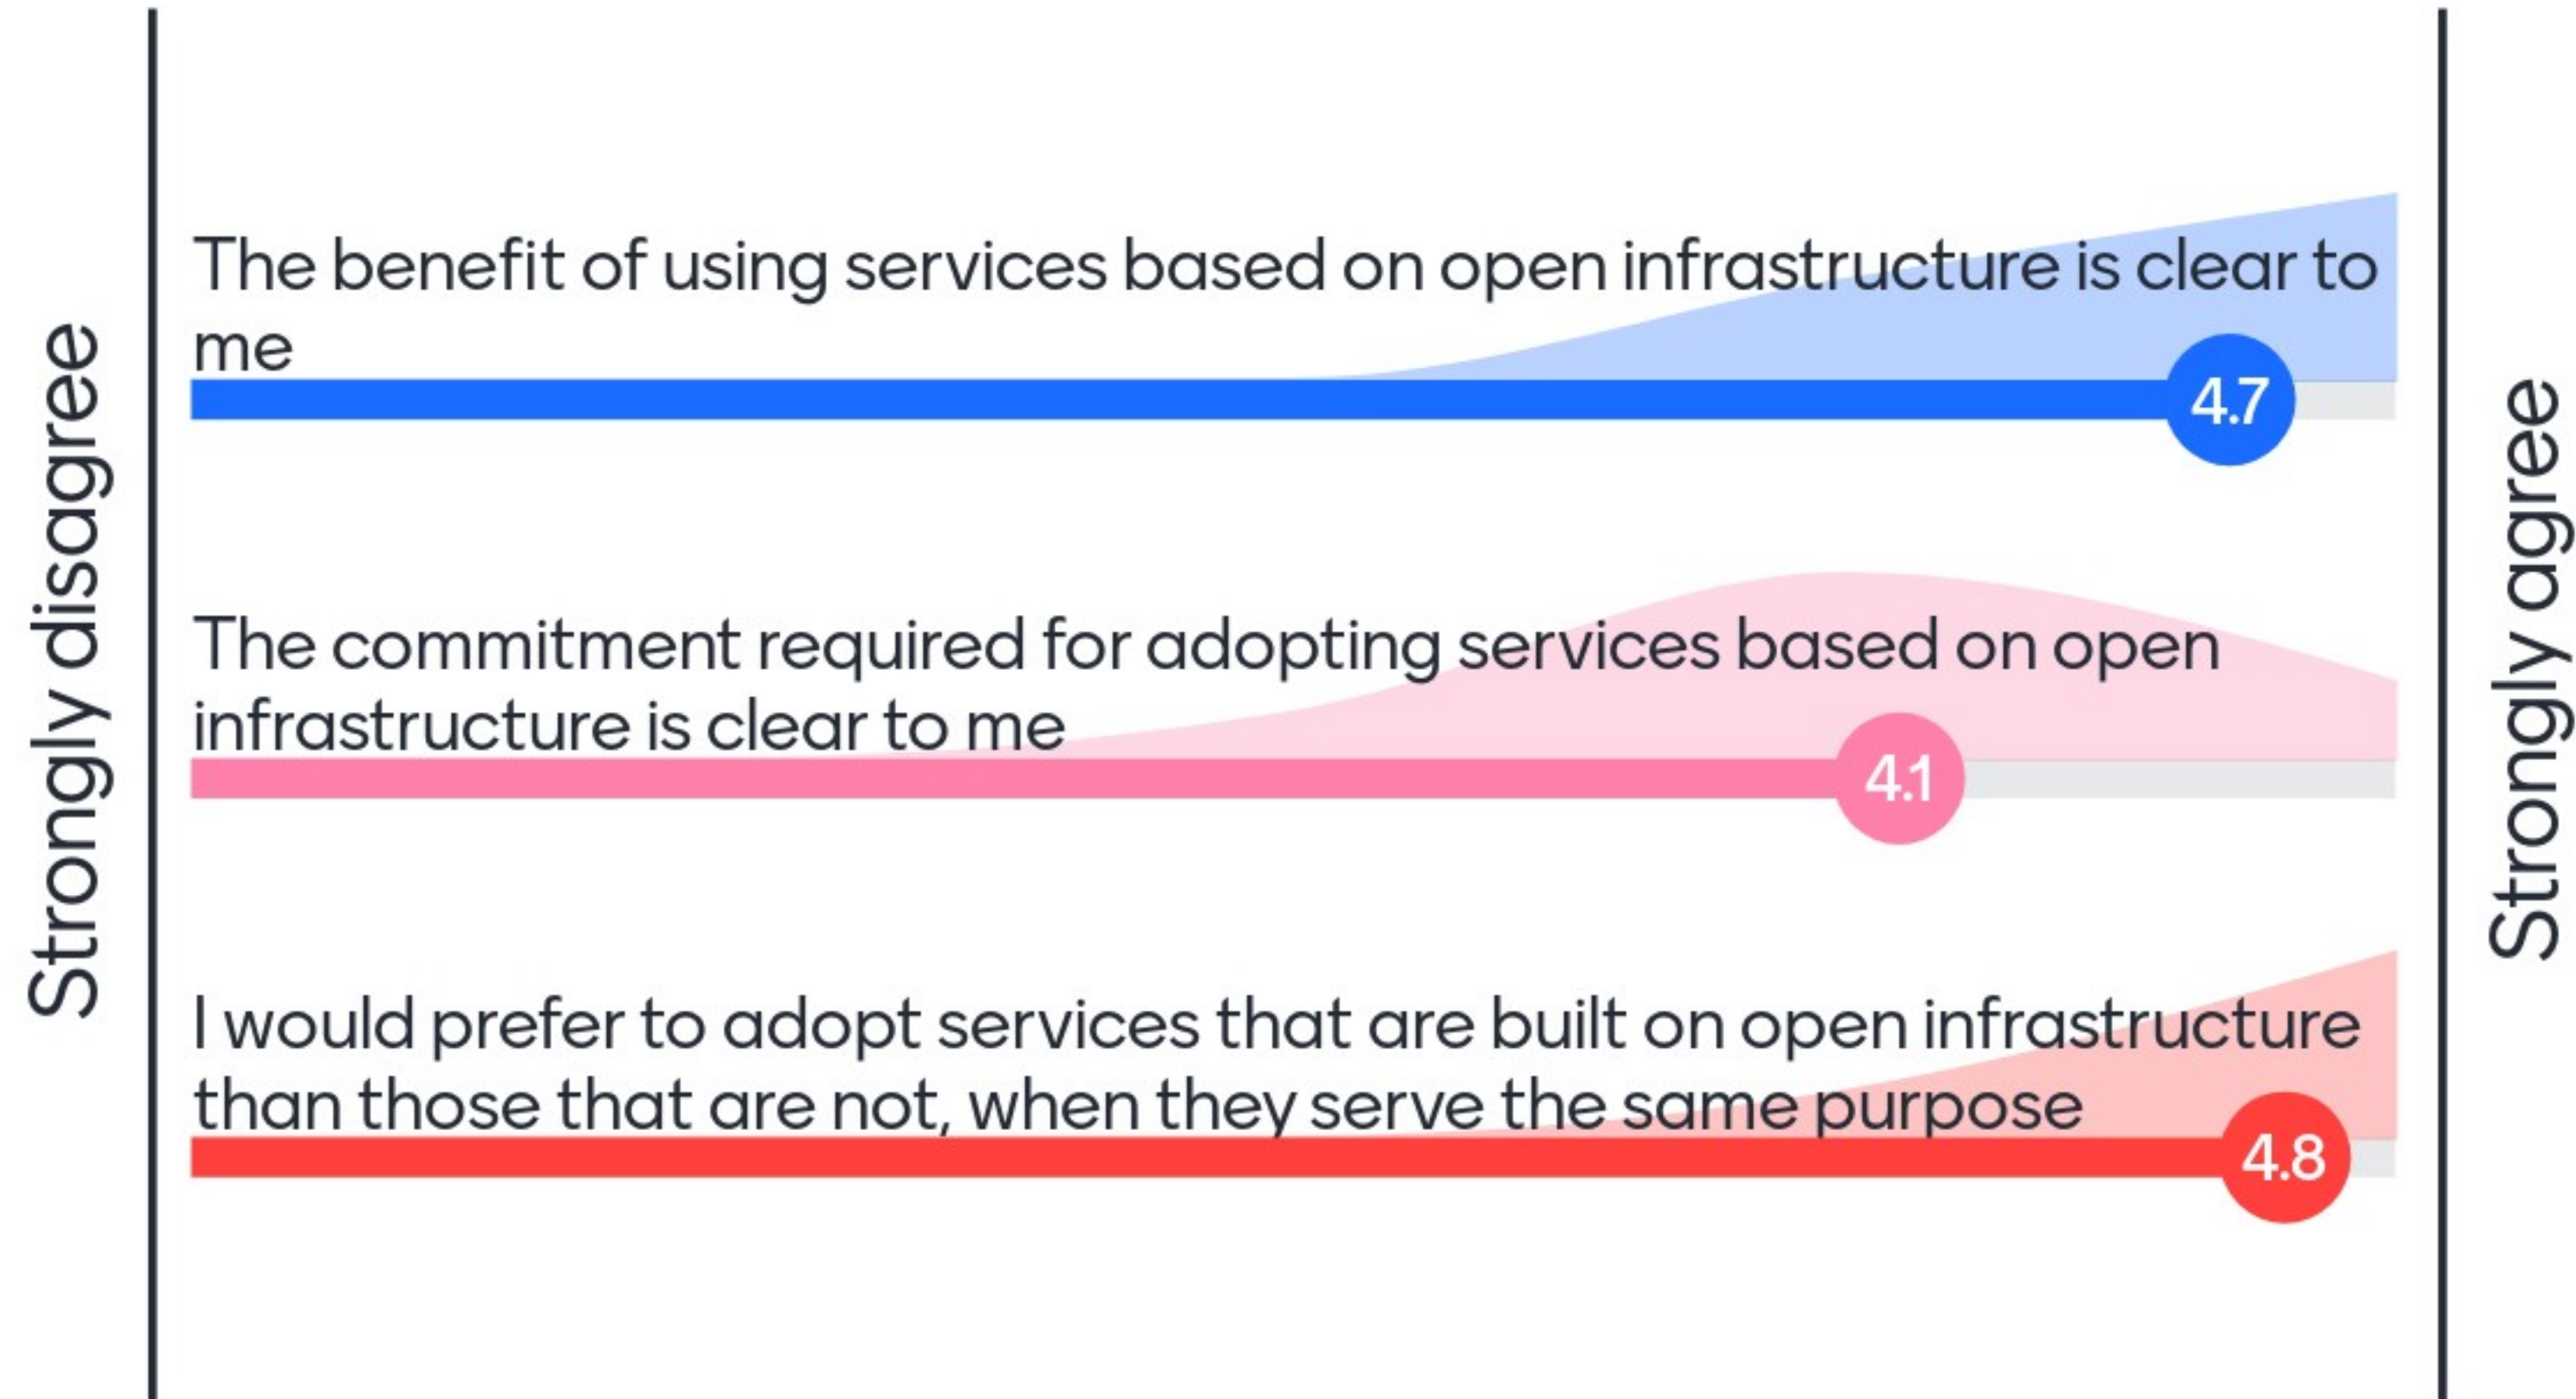 Strongly disagree
The benefit of using services based on open infrastructure is clear to
me
4.7
The commitment required for adopting services based on open
infrastructure is clear to me
4.1
I would prefer to adopt services that are built on open infrastructure
than those that are not, when they serve the same purpose
4.8
Strongly agree